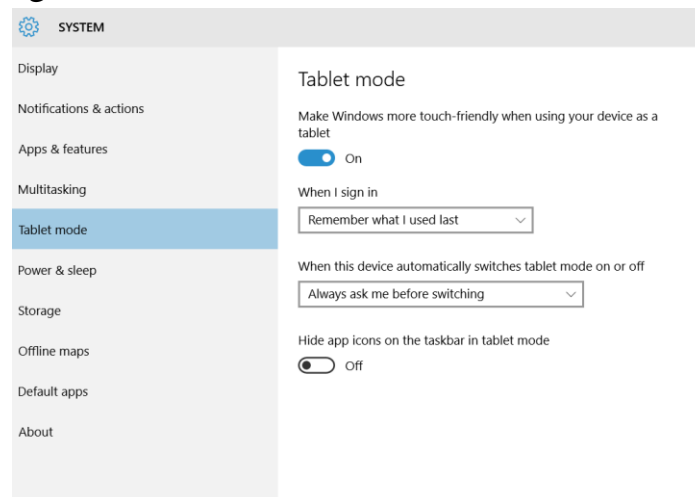 SYSTEM
Display
Notifications & actions
Apps & features
Multitasking
Tablet mode
Power & sleep
Storage
Offline maps
Default apps
About
Tablet mode
Make Windows more touch-friendly when using your device as a
tablet
On
When I sign in
Remember what I used last
When this device automatically switches tablet mode on or off
Always ask me before switching
Hide app icons on the taskbar in tablet mode
Off